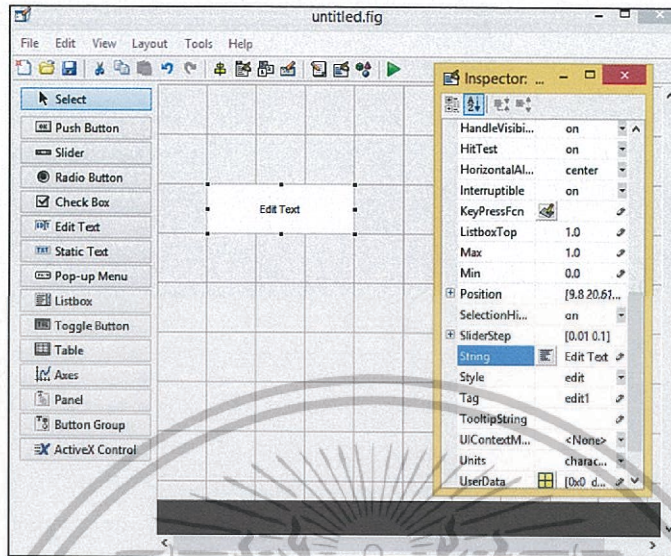 untitled.fig
File Edit View Layout Tools Help
Select
Push Button
Slider
Radio Button
Check Box
Edit Text
Static Text
Pop-up Menu
Listbox
Toggle Button
Table
Axes
Panel
Button Group
ActiveX Control
Edit Text
Inspector: ...
HandleVisibi... on
HitTest on
HorizontalAl... center
Interruptible on
KeyPressFcn
ListboxTop 1.0
Max 1.0
Min 0.0
Position [9.8 20.61...
SelectionHi... on
SliderStep [0.01 0.1]
String Edit Text
Style edit
Tag edit1
TooltipString
UIContextM... <None>
Units charac...
UserData [0x0 d...